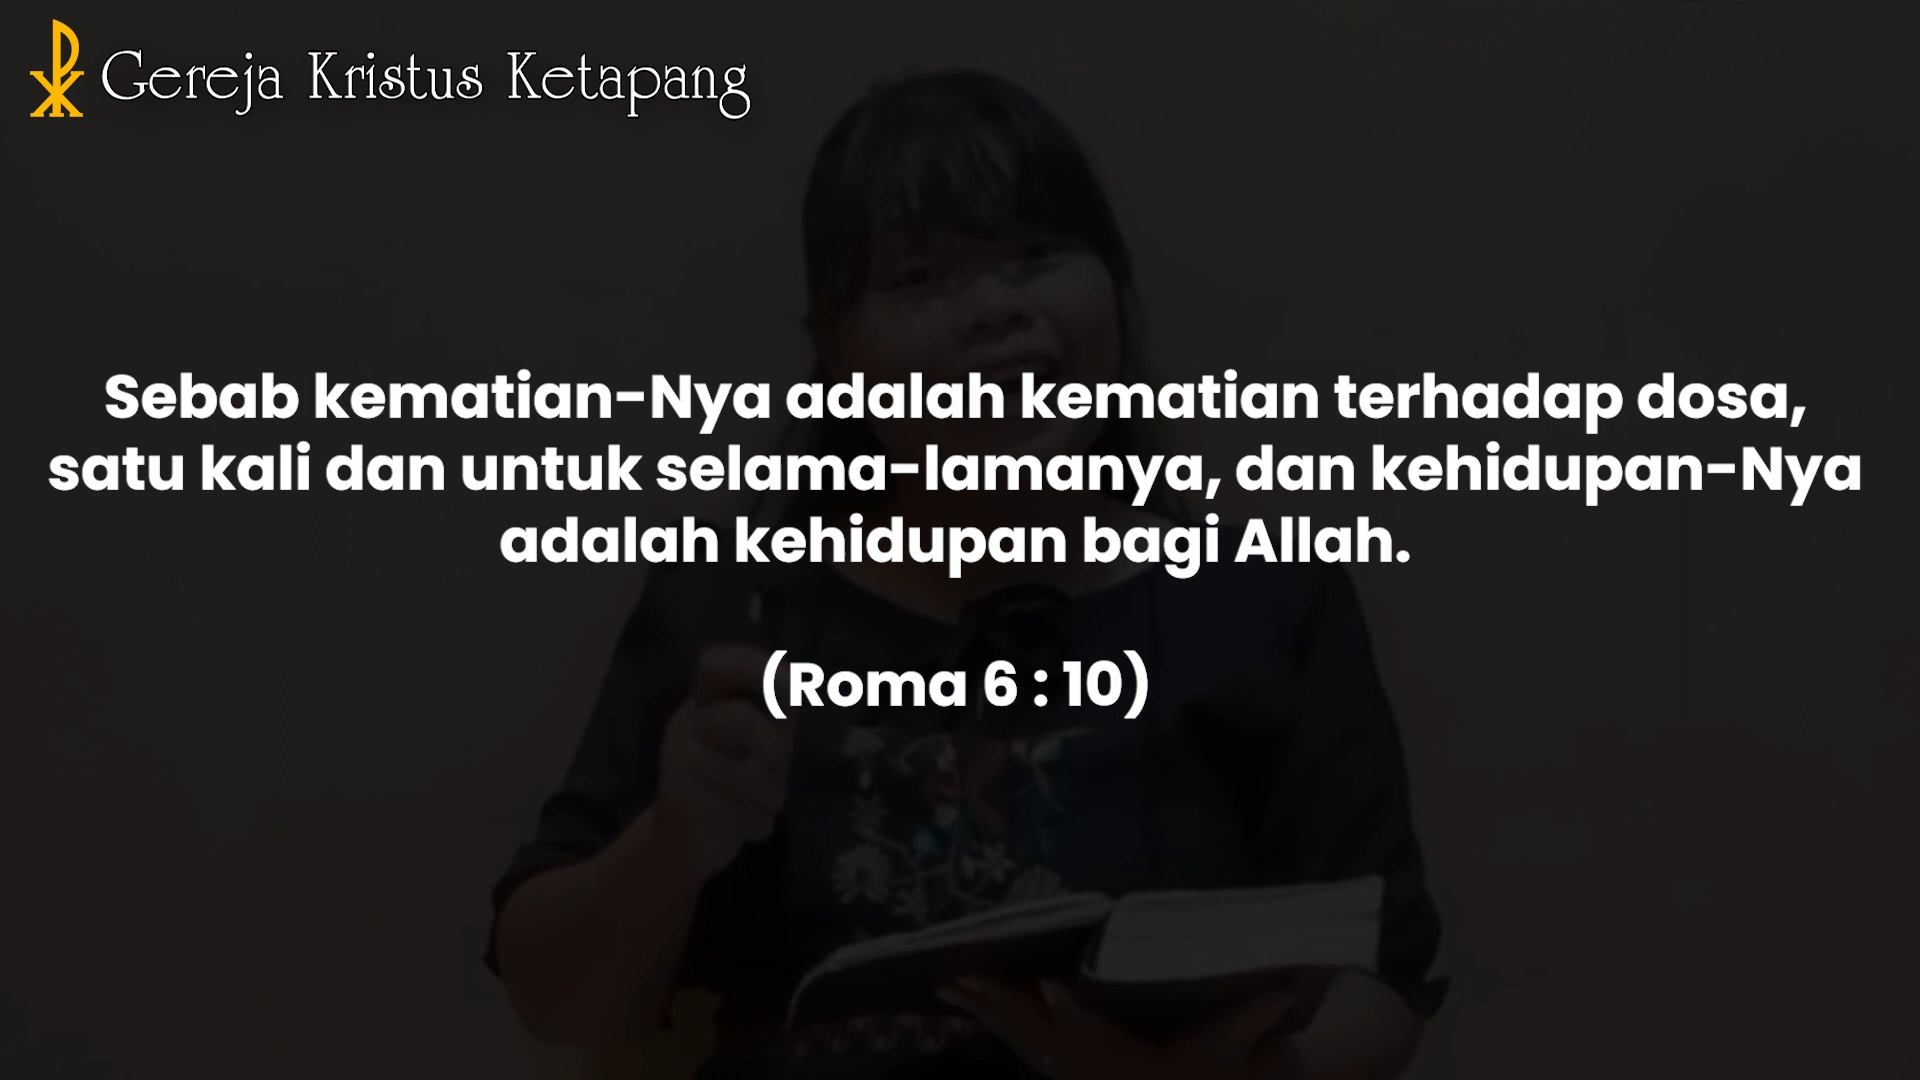 Gereja Kristus Ketapang
Sebab kematian-Nya adalah kematian terhadap dosa,
satu kali dan untuk selama-lamanya, dan kehidupan-Nya
adalah kehidupan bagi Allah.
(Roma 6 : 10)